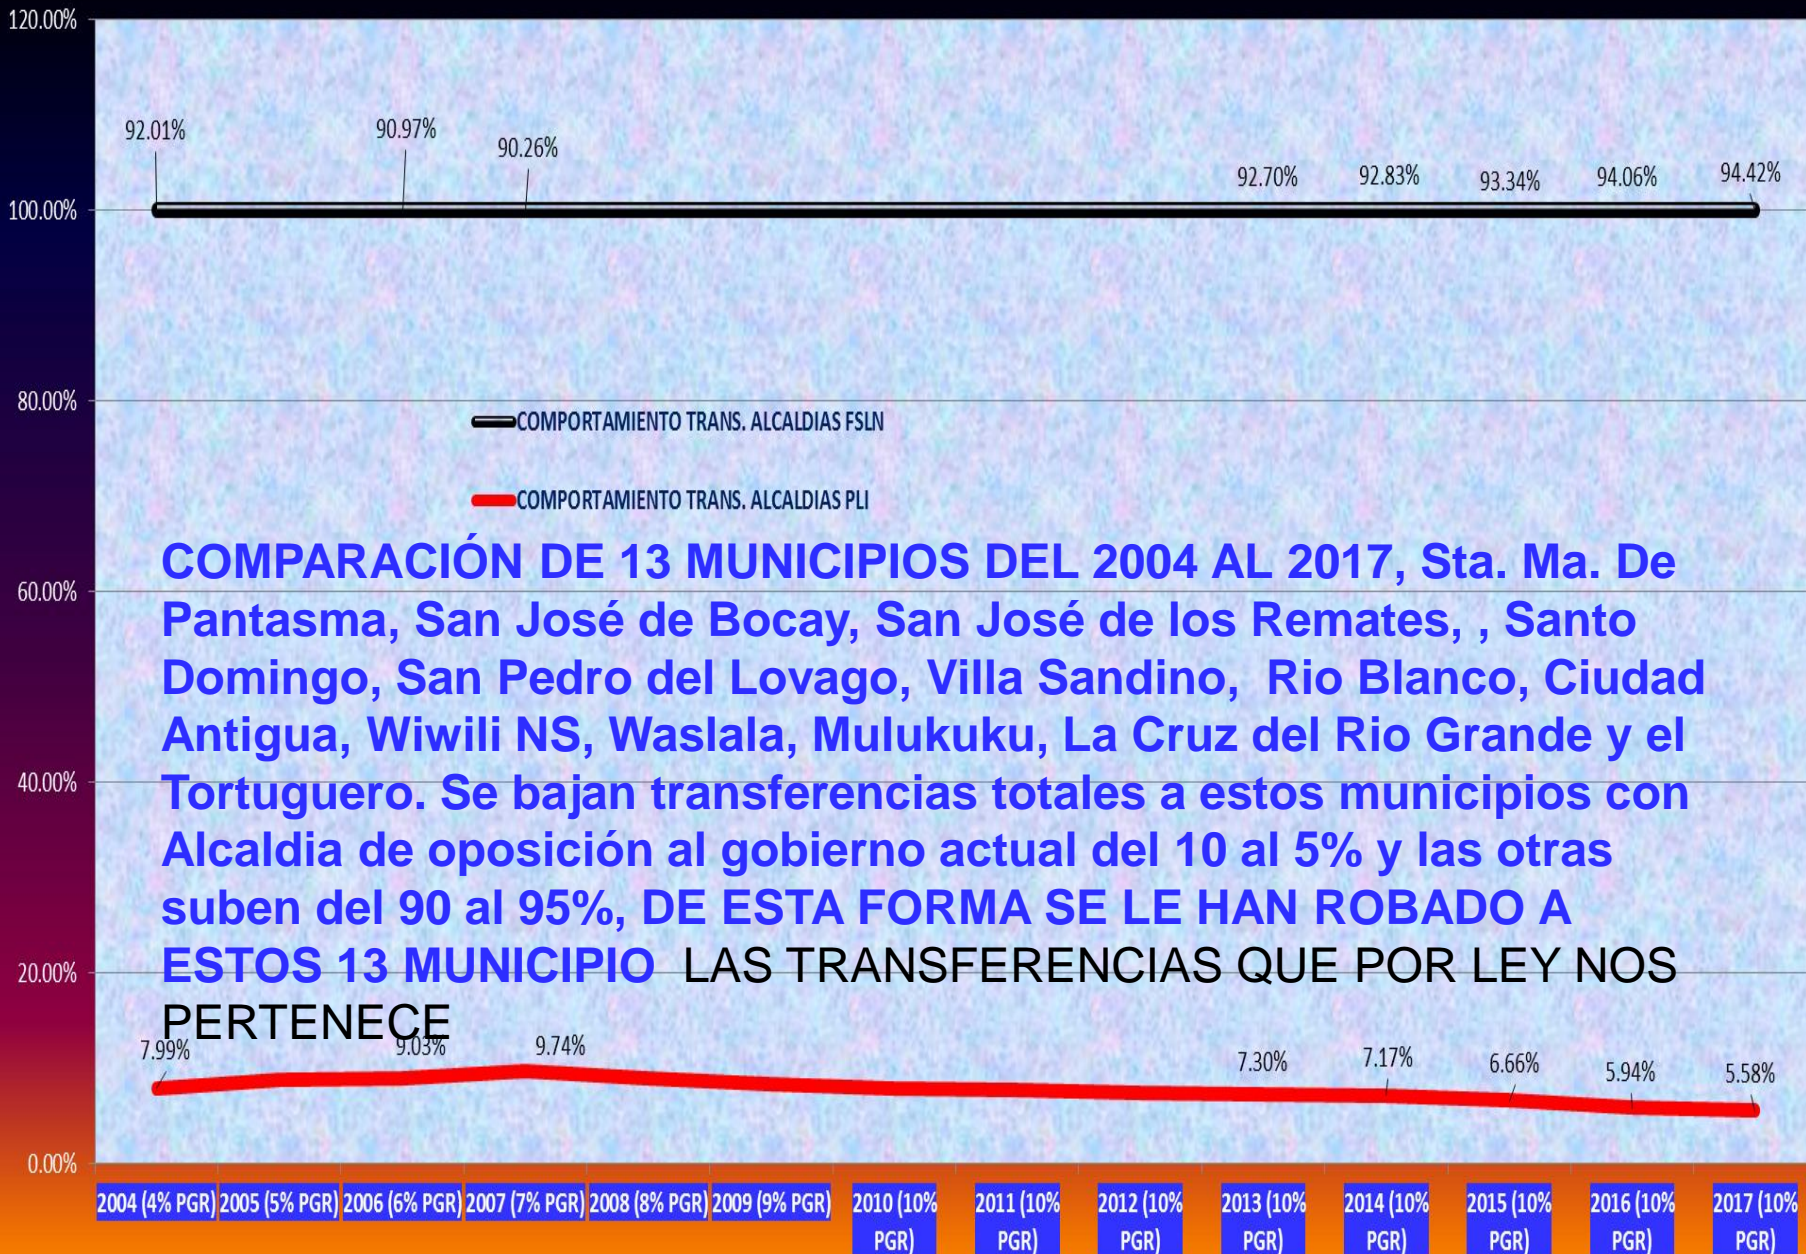 120.00%
92.01%
90.97%
90.26%
92.70%
92.83%
93.34%
94.06%
94.42%
100.00%
80.00%
COMPORTAMIENTO TRANS. ALCALDIAS FSLN
COMPORTAMIENTO TRANS. ALCALDIAS PLI
COMPARACIÓN DE 13 MUNICIPIOS DEL 2004 AL 2017, Sta. Ma. De
60.00%
Pantasma, San José de Bocay, San José de los Remates, , Santo
Domingo, San Pedro del Lovago, Villa Sandino, Rio Blanco, Ciudad
Antigua, Wiwili NS, Waslala, Mulukuku, La Cruz del Rio Grande y el
40.00%
Tortuguero. Se bajan transferencias totales a estos municipios con
Alcaldia de oposición al gobierno actual del 10 al 5% y las otras
suben del 90 al 95%, DE ESTA FORMA SE LE HAN ROBADO A
20.00%
ESTOS 13 MUNICIPIO LAS TRANSFERENCIAS QUE POR LEY NOS
PERTENECE
7.99%
9.03%
9.74%
7.30%
7.17%
6.66%
5.94%
5.58%
0.00%
2004 (4% PGR)
2005 (5% PGR)
2006 (6% PGR)
2007 (7% PGR)
2008 (8% PGR)
2009 (9% PGR)
2010 (10%
PGR)
2011 (10%
PGR)
2012 (10%
PGR)
2013 (10%
PGR)
2014 (10%
PGR)
2015 (10%
PGR)
2016 (10%
PGR)
2017 (10%
PGR)